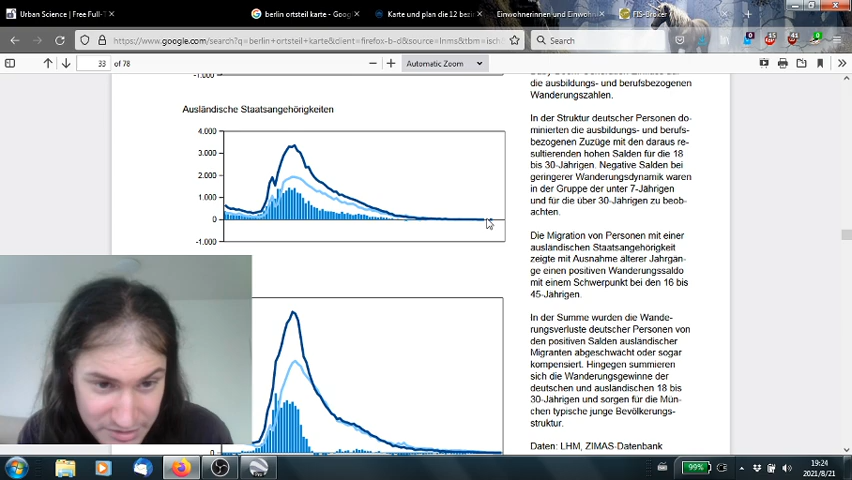 Urban Science | Free Full-T
berlin ortsteil karte - Goog
Karte und plan die 12 bezi
Einwohnerinnen und Einwohn
FIS-Broker
https://www.google.com/search?q=berlin+ortsteil+karte&client=firefox-b-d&source=lnms&tbm=isch
Search
33 of 78
Automatic Zoom
-1.000
Ausländische Staatsangehörigkeiten
4.000
3.000
2.000
1.000
0
-1.000
0
die ausbildungs- und berufsbezogenen
Wanderungszahlen.
In der Struktur deutscher Personen do-
minierten die ausbildungs- und berufs-
bezogenen Zuzüge mit den daraus re-
sultierenden hohen Salden für die 18
bis 30-Jährigen. Negative Salden bei
geringerer Wanderungsdynamik waren
in der Gruppe der unter 7-Jährigen
und für die über 30-Jährigen zu beob-
achten.
Die Migration von Personen mit einer
ausländischen Staatsangehörigkeit
zeigte mit Ausnahme älterer Jahrgän-
ge einen positiven Wanderungssaldo
mit einem Schwerpunkt bei den 16 bis
45-Jährigen.
In der Summe wurden die Wande-
rungsverluste deutscher Personen von
den positiven Salden ausländischer
Migranten abgeschwacht oder sogar
kompensiert. Hingegen summieren
sich die Wanderungsgewinne der
deutschen und ausländischen 18 bis
30-Jährigen und sorgen für die Mün-
chen typische junge Bevölkerungs-
struktur.
Daten: LHM, ZIMAS-Datenbank
99%
19:24
2021/8/21